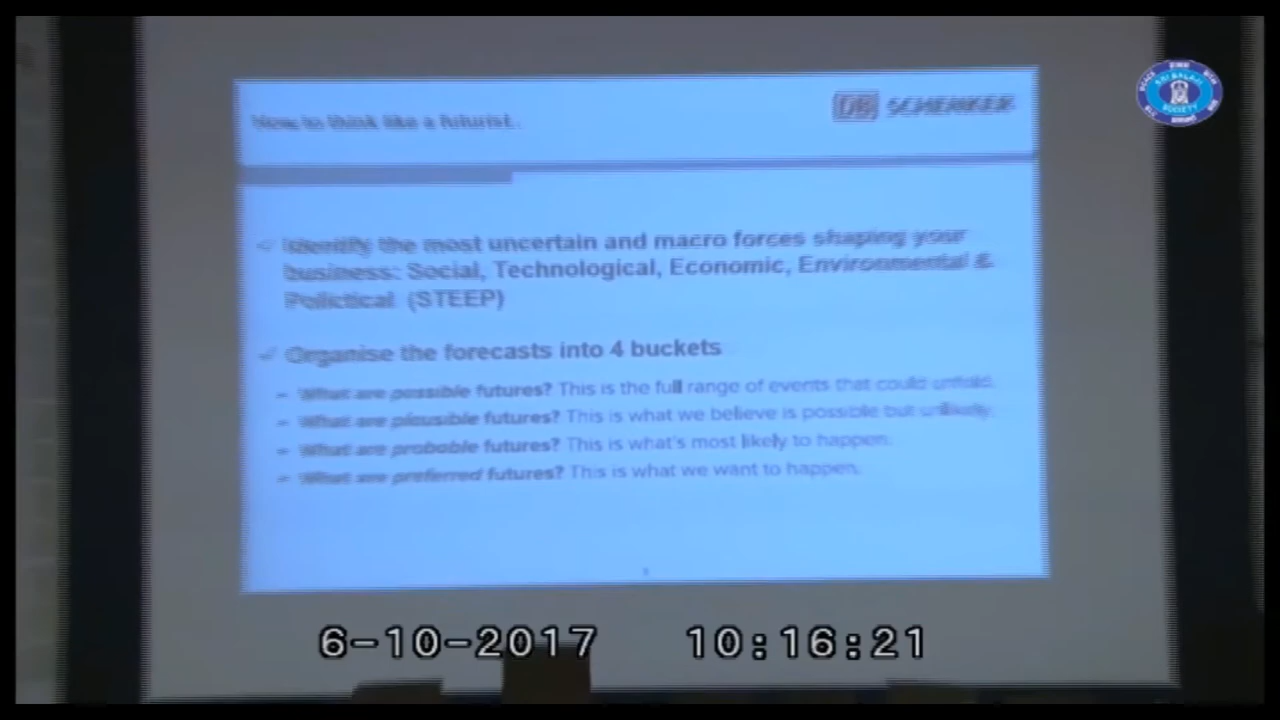 How to think like a futurist.
DB SCHENKER
Identify the most uncertain and macro forces shaping your
business: Social, Technological, Economic, Environmental &
Polictical (STEEP)
Organise the forecasts into 4 buckets
- What are possible futures? This is the full range of events that could unfold.
- What are plausible futures? This is what we believe is possible but unlikely.
- What are probable futures? This is what's most likely to happen.
- What are preferred futures? This is what we want to happen.
SRI BALAJI
SOCIETY
6-10-2017 10:16:21